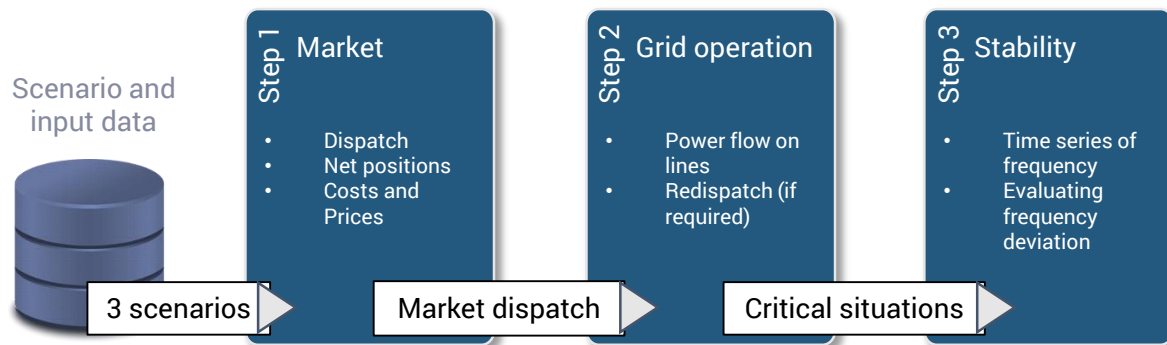 Scenario and
input data
3 scenarios
Step 1
Market
• Dispatch
• Net positions
• Costs and
Prices
Market dispatch
Step 2
Grid operation
• Power flow on
lines
• Redispatch (if
required)
Critical situations
Step 3
Stability
• Time series of
frequency
• Evaluating
frequency
deviation